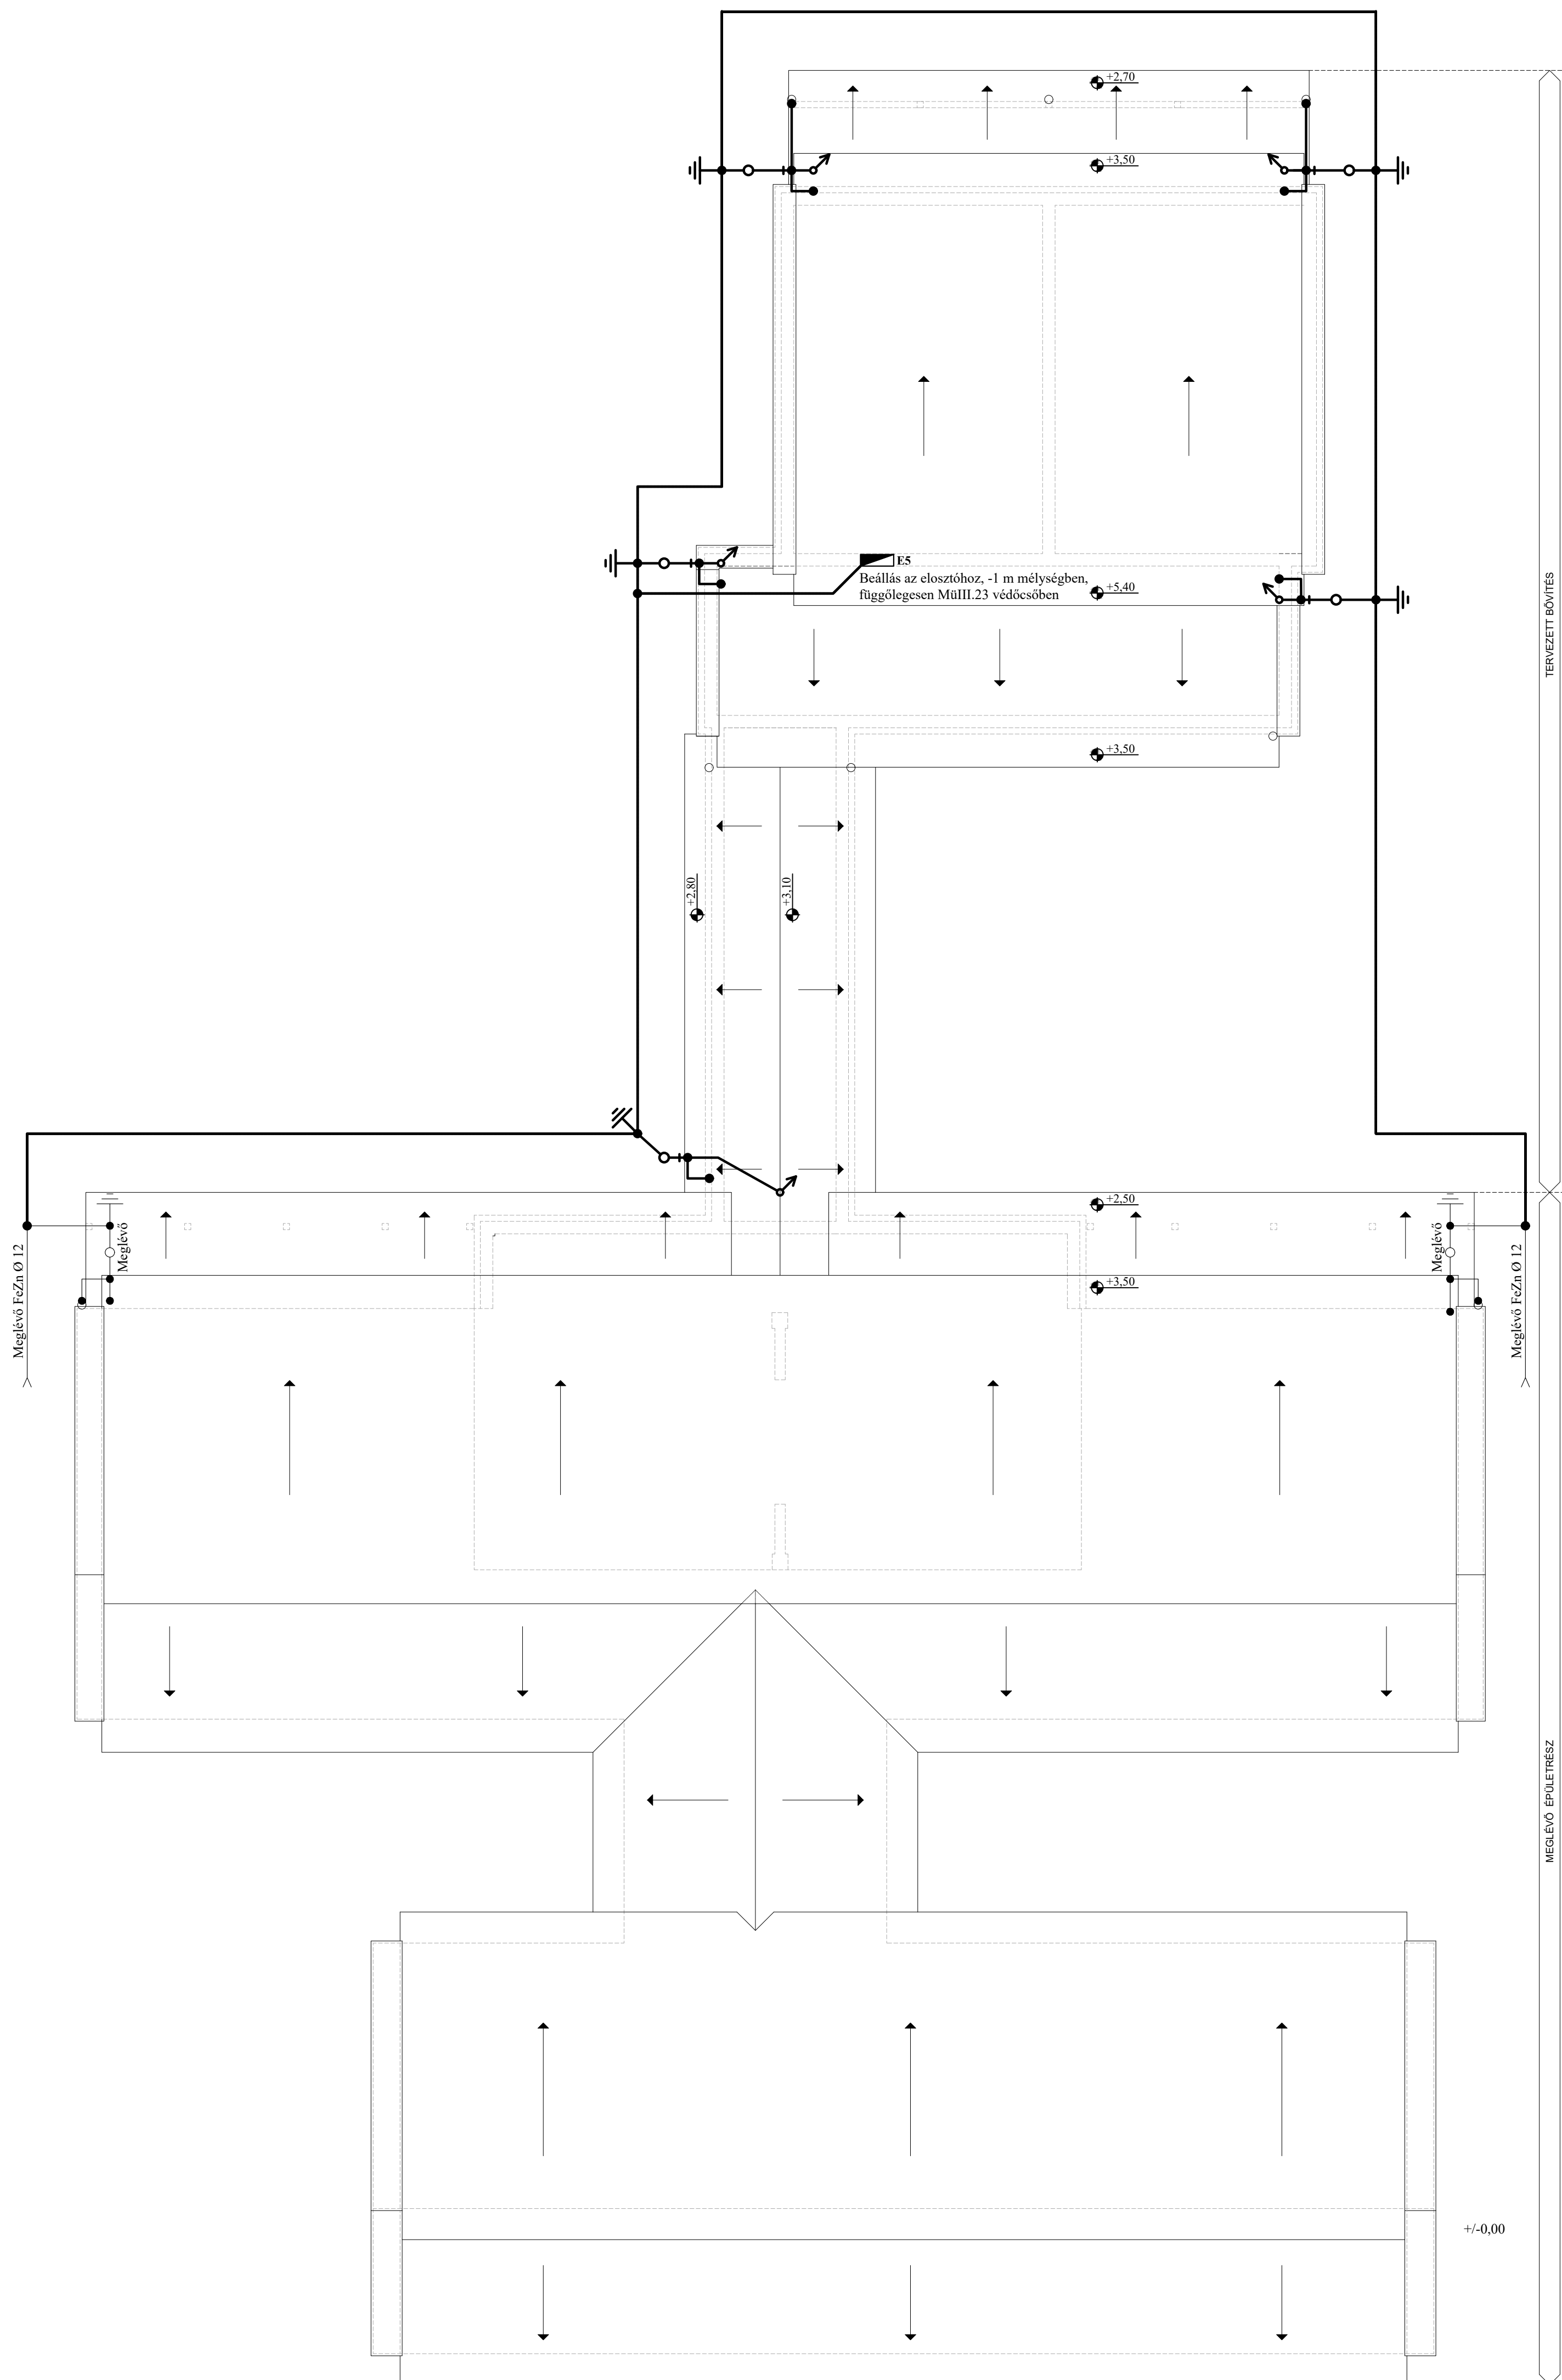 +2,70
+3,50
E5
Beállás az elosztóhoz, -1 m mélységben,
függőlegesen MüIII.23 védőcsőben
+5,40
TERVEZETT BŐVÍTÉS
+3,50
+2,80
+3,10
+2,50
Meglévő
Meglévő
Meglévő FeZn Ø 12
Meglévő FeZn Ø 12
+3,50
MEGLÉVŐ ÉPÜLETRÉSZ
+/-0,00